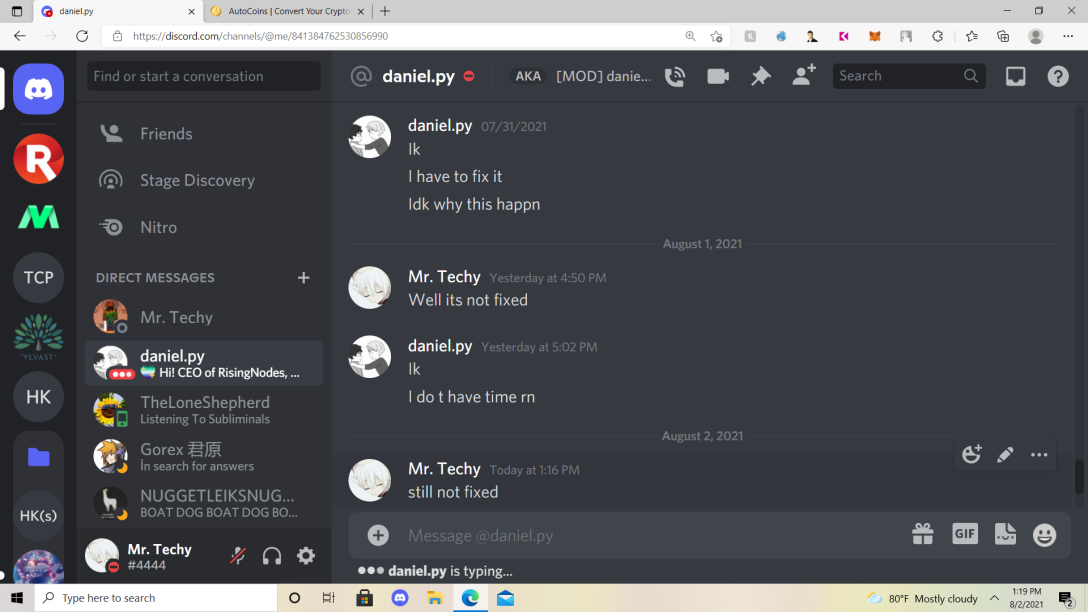 daniel.py
AutoCoins | Convert Your Crypto
https://discord.com/channels/@me/841384762530856990
Find or start a conversation
Friends
Stage Discovery
Nitro
DIRECT MESSAGES
Mr. Techy
daniel.py
Hi! CEO of RisingNodes, ...
TheLoneShepherd
Listening To Subliminals
Gorex 君原
In search for answers
NUGGETLEIKSNUG...
BOAT DOG BOAT DOG BO...
Mr. Techy
#4444
R
TCP
"YLVAST"
HK
HK(s)
@ daniel.py
AKA [MOD] danie...
Search
daniel.py 07/31/2021
Ik
I have to fix it
Idk why this happn
August 1, 2021
Mr. Techy Yesterday at 4:50 PM
Well its not fixed
daniel.py Yesterday at 5:02 PM
Ik
I do t have time rn
August 2, 2021
Mr. Techy Today at 1:16 PM
still not fixed
Message @daniel.py
GIF
daniel.py is typing...
Type here to search
80°F Mostly cloudy
1:19 PM
8/2/2021
2